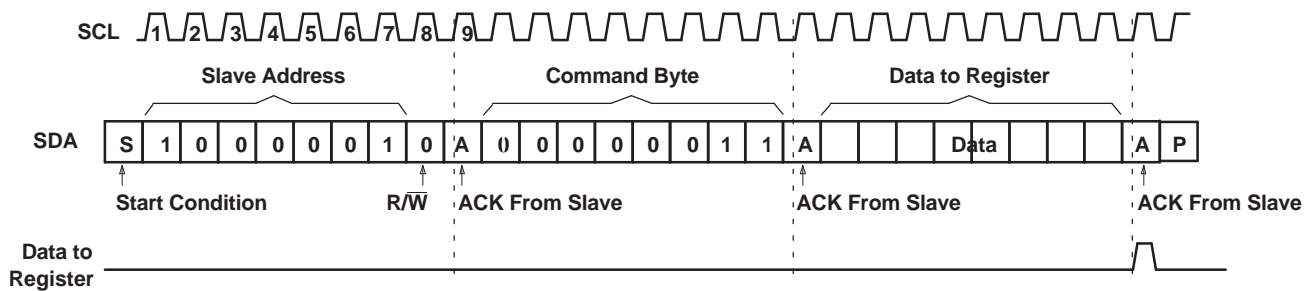 SCL 1 2 3 4 5 6 7 8 9
Slave Address Command Byte Data to Register
SDA S 1 0 0 0 0 0 1 0 A 0 0 0 0 0 0 1 1 A Data A P
Start Condition R/W̅ ACK From Slave ACK From Slave ACK From Slave
Data to
Register